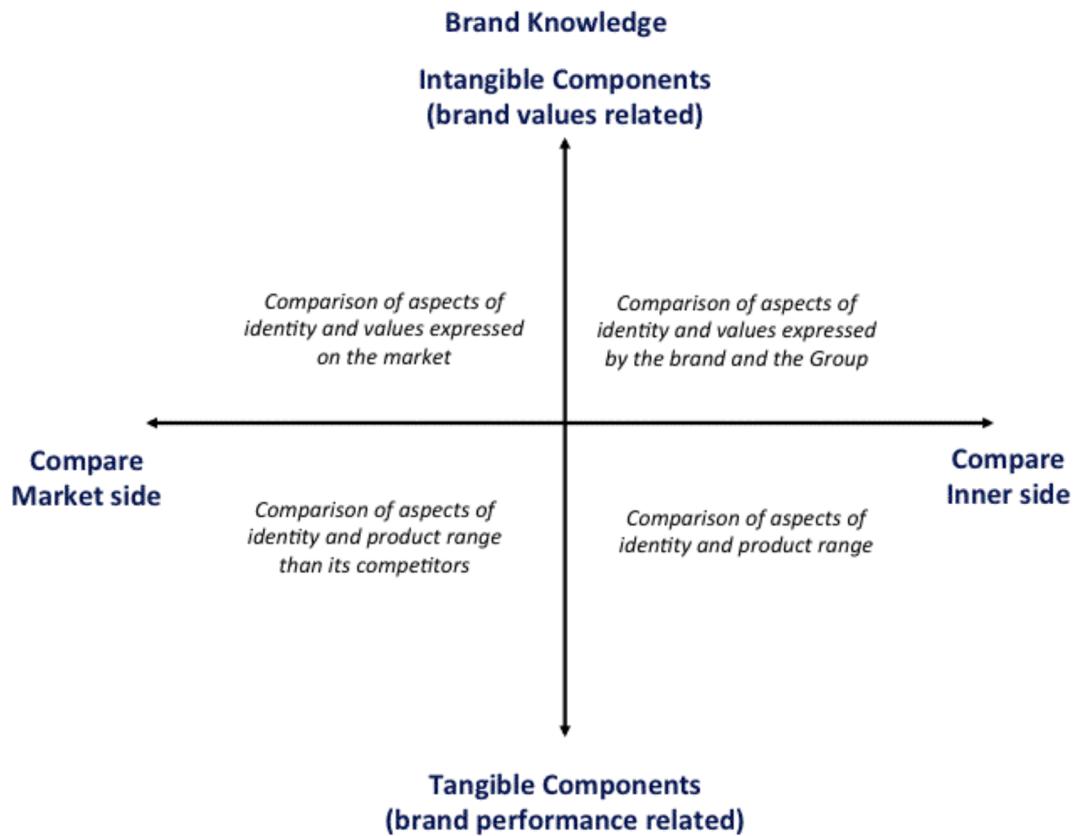 Brand Knowledge
Intangible Components
(brand values related)
Comparison of aspects of
identity and values expressed
on the market
Comparison of aspects of
identity and values expressed
by the brand and the Group
Compare
Market side
Compare
Inner side
Comparison of aspects of
identity and product range
than its competitors
Comparison of aspects of
identity and product range
Tangible Components
(brand performance related)